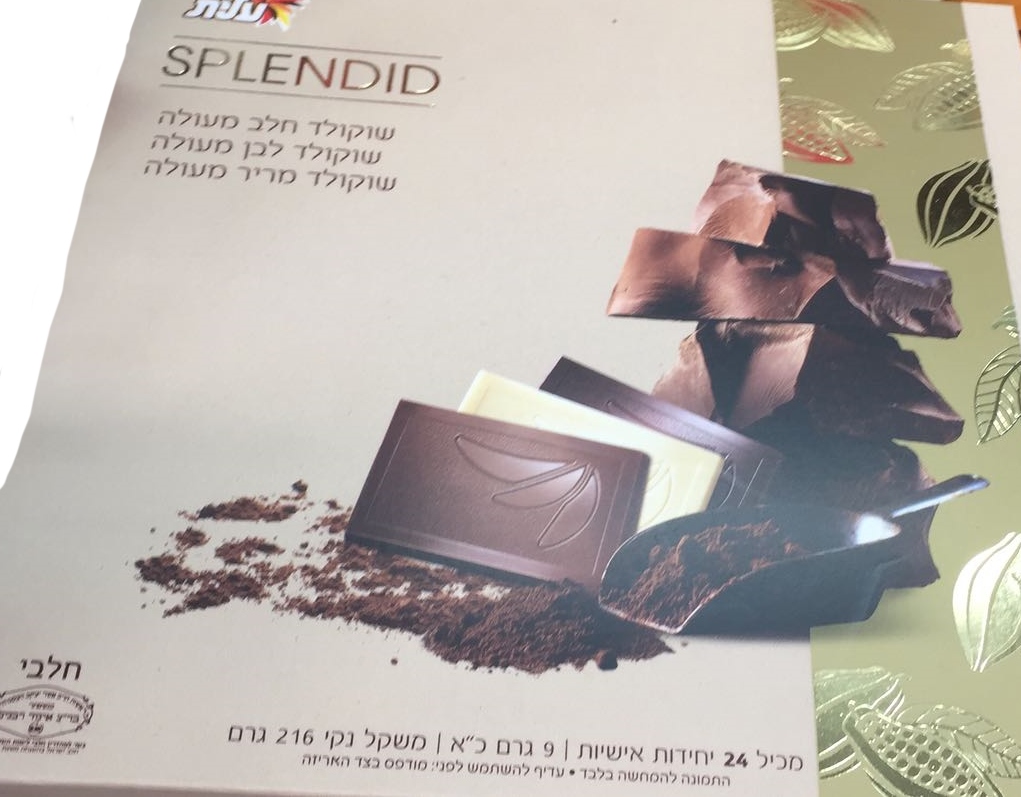 עלית
SPLENDID
שוקולד חלב מעולה
שוקולד לבן מעולה
שוקולד מריר מעולה
חלבי
מכיל 24 יחידות אישיות | 9 גרם כ״א | משקל נקי 216 גרם
התמונה להמחשה בלבד • עדיף להשתמש לפני: מודפס בצד האריזה